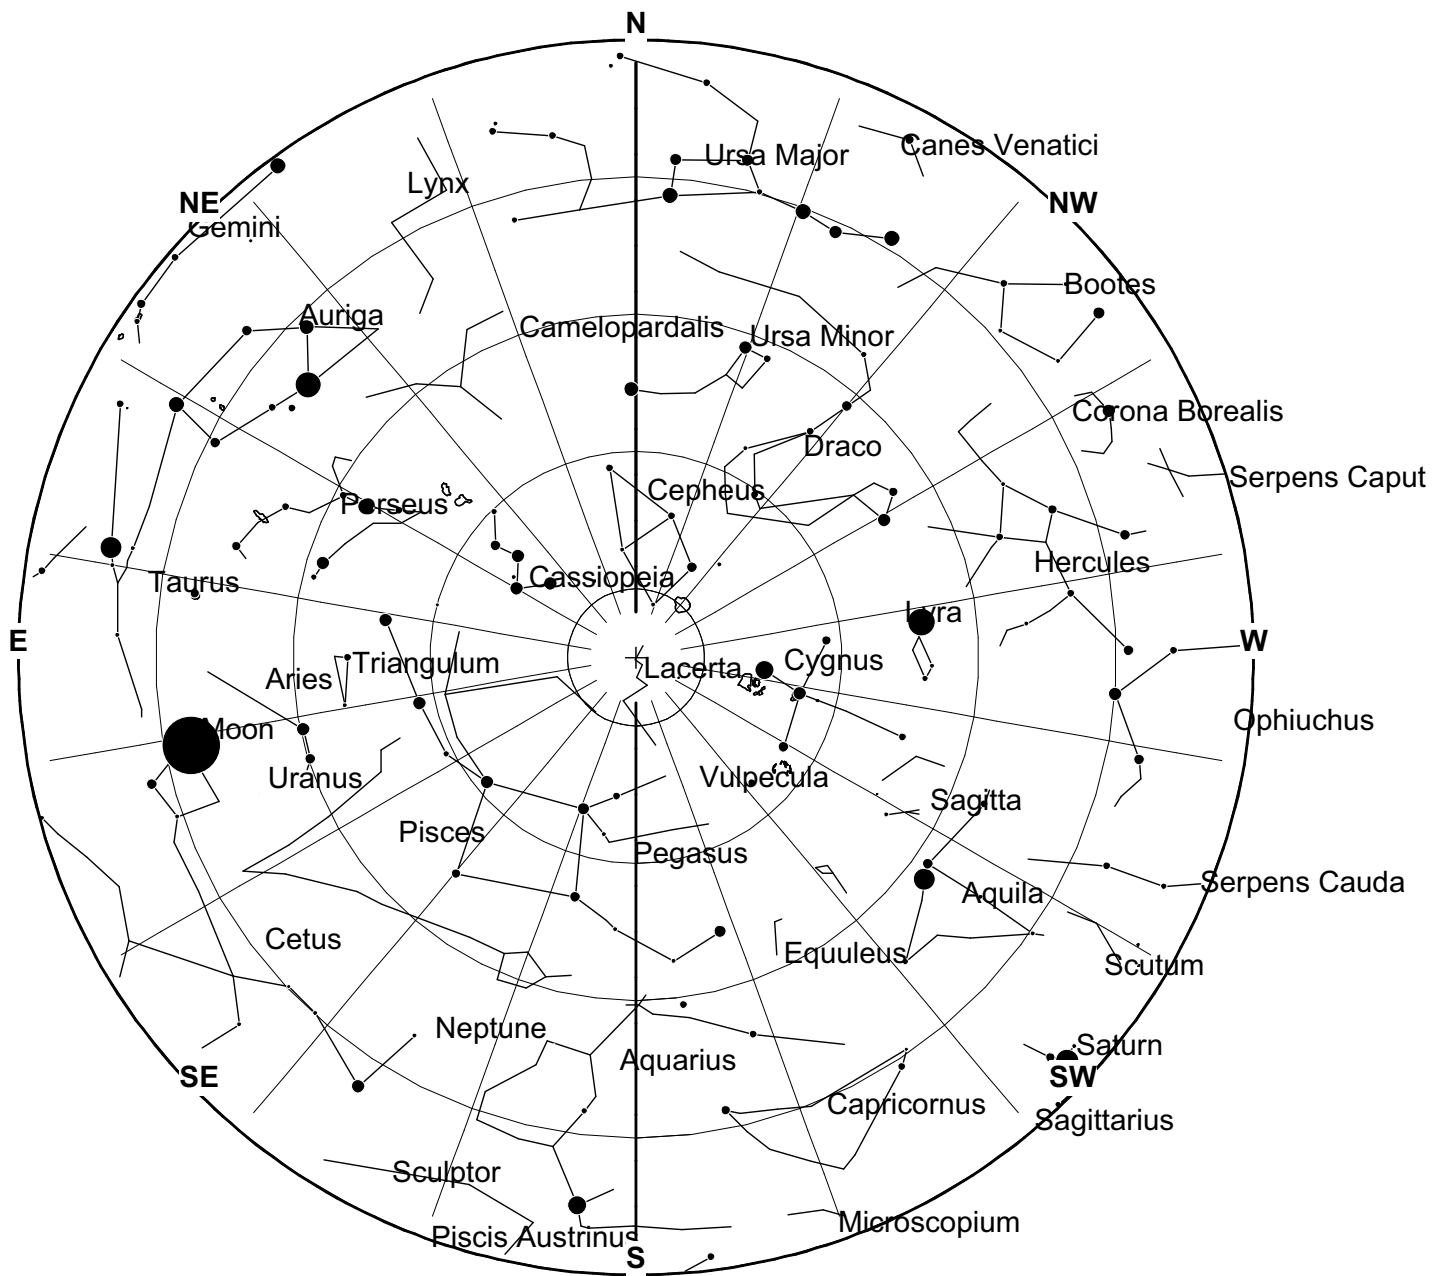 N
Ursa Major
Canes Venatici
Lynx
NE
NW
Gemini
Bootes
Auriga
Camelopardalis
Ursa Minor
Corona Borealis
Draco
Serpens Caput
Cepheus
Perseus
Hercules
Cassiopeia
Taurus
Lyra
E
W
Triangulum
Cygnus
Lacerta
Aries
Ophiuchus
Moon
Uranus
Vulpecula
Sagitta
Pisces
Pegasus
Serpens Cauda
Aquila
Cetus
Equuleus
Scutum
Neptune
Saturn
Aquarius
SE
SW
Capricornus
Sagittarius
Sculptor
Microscopium
Piscis Austrinus
S